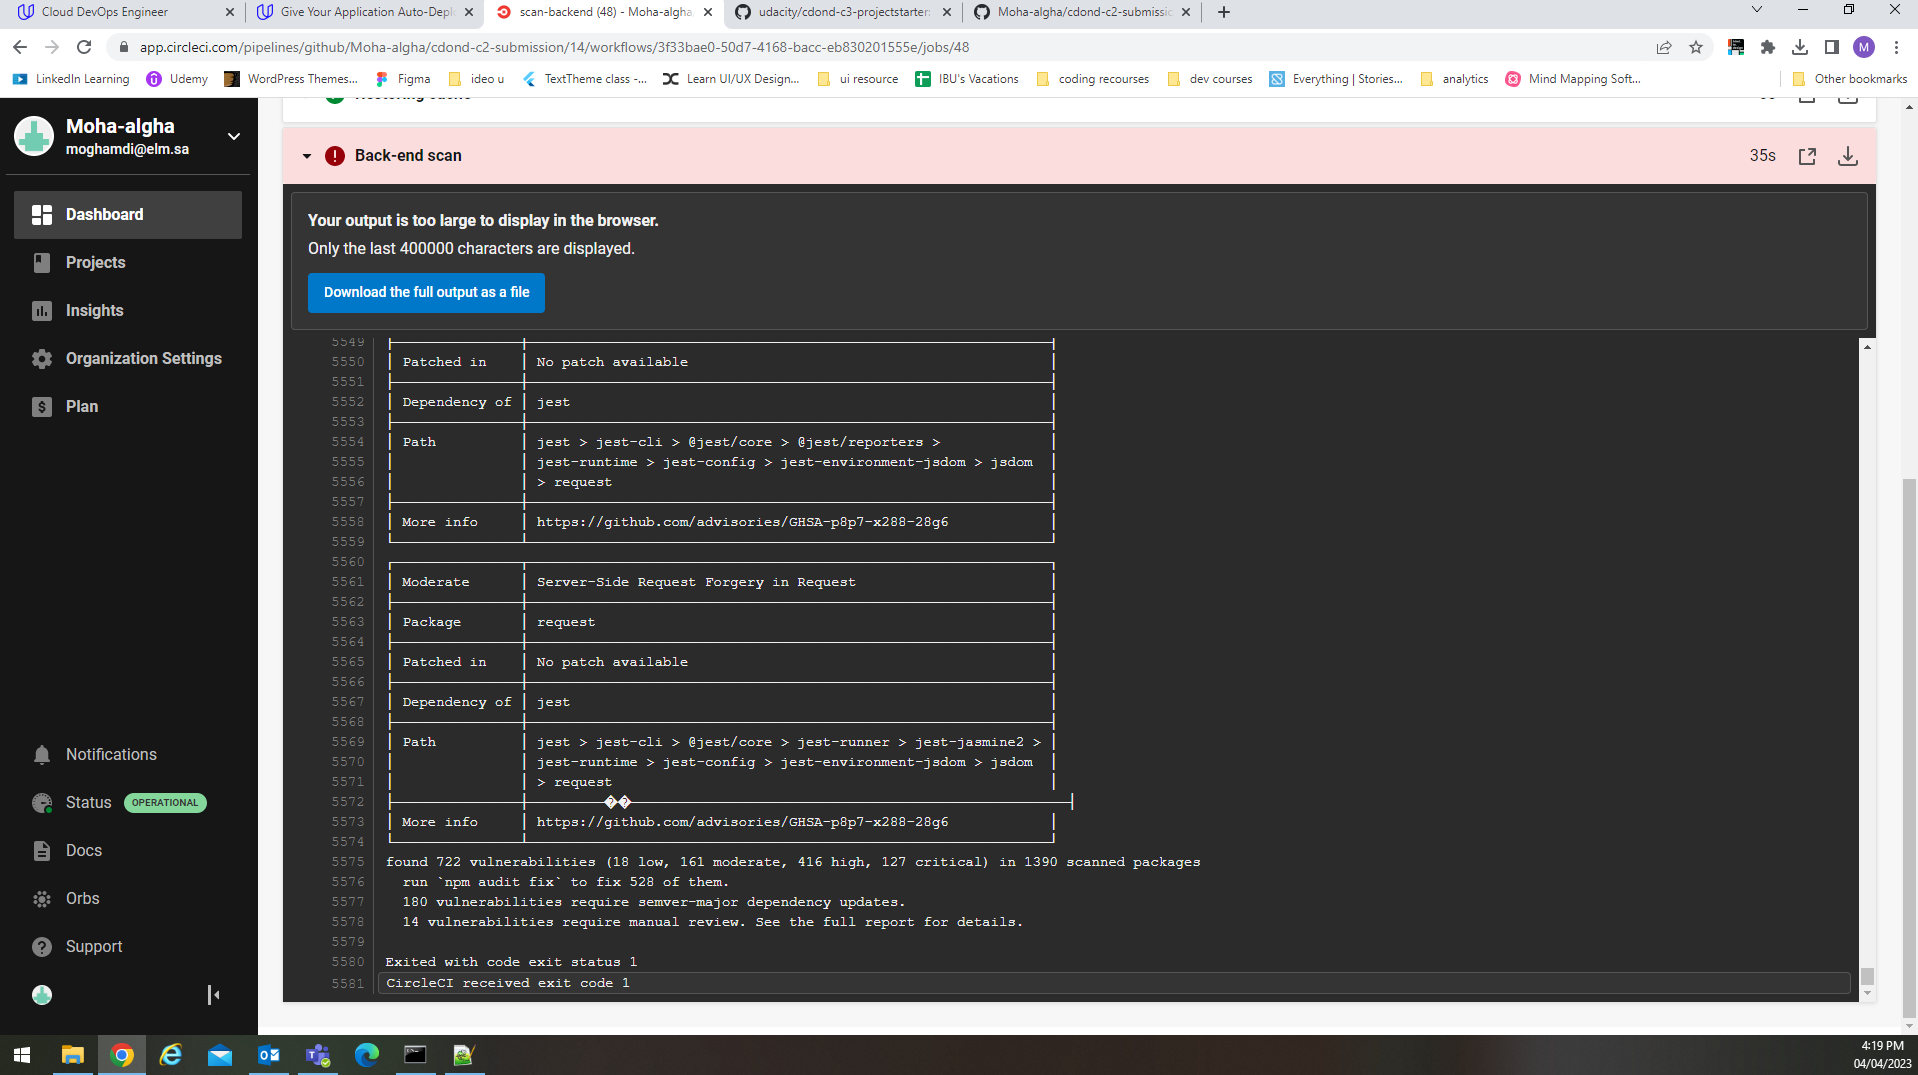 Cloud DevOps Engineer
Give Your Application Auto-Depl
scan-backend (48) - Moha-algha
udacity/cdond-c3-projectstarter
Moha-algha/cdond-c2-submissio
app.circleci.com/pipelines/github/Moha-algha/cdond-c2-submission/14/workflows/3f33bae0-50d7-4168-bacc-eb830201555e/jobs/48
M
LinkedIn Learning
Udemy
WordPress Themes...
Figma
ideo u
TextTheme class -...
Learn UI/UX Design...
ui resource
IBU's Vacations
coding recourses
dev courses
Everything | Stories...
analytics
Mind Mapping Soft...
Other bookmarks
Moha-algha
moghamdi@elm.sa
Dashboard
Projects
Insights
Organization Settings
Plan
Notifications
Status OPERATIONAL
Docs
Orbs
Support
Back-end scan
35s
Your output is too large to display in the browser.
Only the last 400000 characters are displayed.
Download the full output as a file
5549
5550 Patched in No patch available
5551
5552 Dependency of jest
5553
5554 Path jest > jest-cli > @jest/core > @jest/reporters >
5555 jest-runtime > jest-config > jest-environment-jsdom > jsdom
5556 > request
5557
5558 More info https://github.com/advisories/GHSA-p8p7-x288-28g6
5559
5560
5561 Moderate Server-Side Request Forgery in Request
5562
5563 Package request
5564
5565 Patched in No patch available
5566
5567 Dependency of jest
5568
5569 Path jest > jest-cli > @jest/core > jest-runner > jest-jasmine2 >
5570 jest-runtime > jest-config > jest-environment-jsdom > jsdom
5571 > request
5572 ��
5573 More info https://github.com/advisories/GHSA-p8p7-x288-28g6
5574
5575 found 722 vulnerabilities (18 low, 161 moderate, 416 high, 127 critical) in 1390 scanned packages
5576 run `npm audit fix` to fix 528 of them.
5577 180 vulnerabilities require semver-major dependency updates.
5578 14 vulnerabilities require manual review. See the full report for details.
5579
5580 Exited with code exit status 1
5581 CircleCI received exit code 1
4:19 PM
04/04/2023